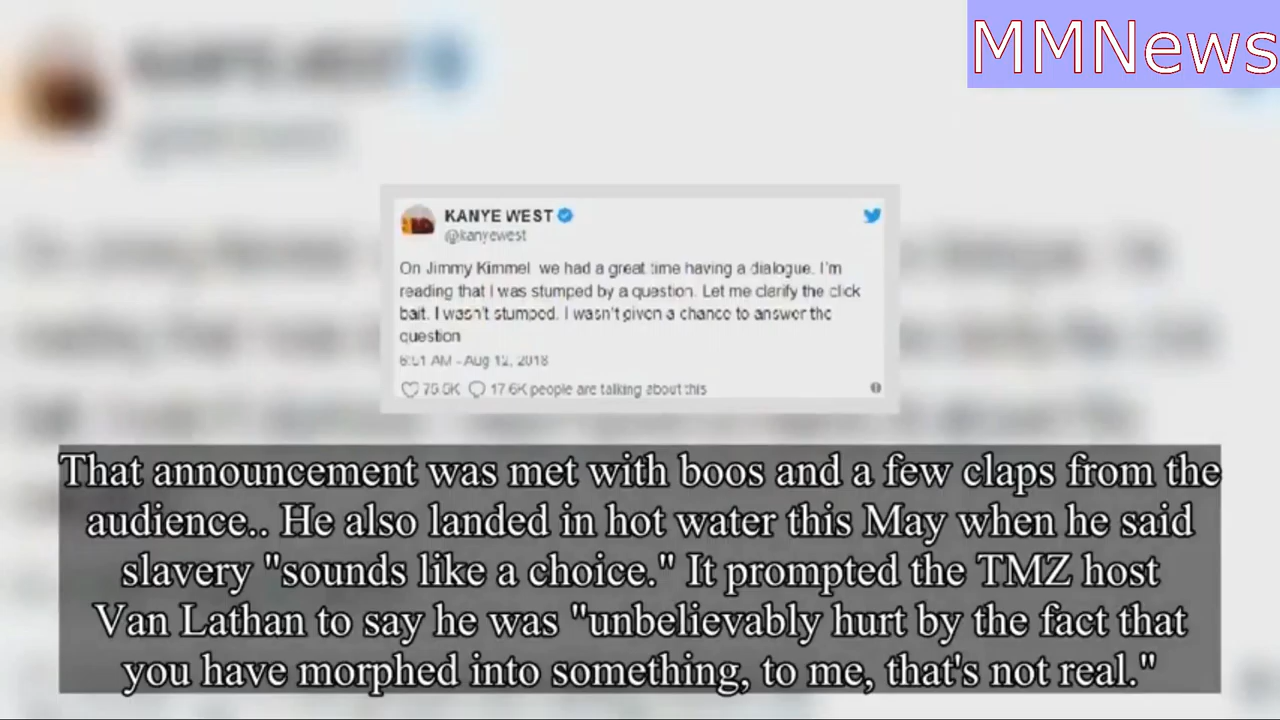 MMNews
KANYE WEST
@kanyewest
On Jimmy Kimmel we had a great time having a dialogue. I'm
reading that I was stumped by a question. Let me clarify the click
bait. I wasn't stumped. I wasn't given a chance to answer the
question
AM - Aug 12, 2018
17.6K people are talking about this
That announcement was met with boos and a few claps from the
audience.. He also landed in hot water this May when he said
slavery "sounds like a choice." It prompted the TMZ host
Van Lathan to say he was "unbelievably hurt by the fact that
you have morphed into something, to me, that's not real."